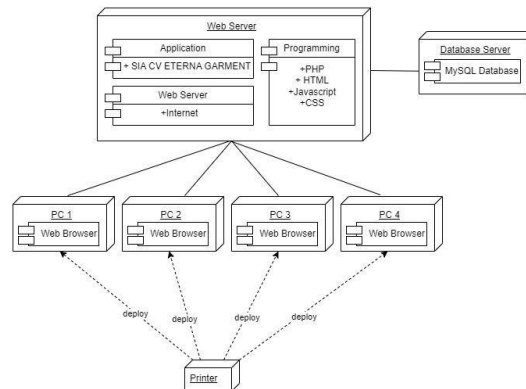 Web Server
Application
+ SIA CV ETERNA GARMENT
Web Server
+Internet
Programming
+PHP
+ HTML
+Javascript
+CSS
Database Server
MySQL Database
PC 1
Web Browser
PC 2
Web Browser
PC 3
Web Browser
PC 4
Web Browser
deploy
deploy
deploy
deploy
Printer